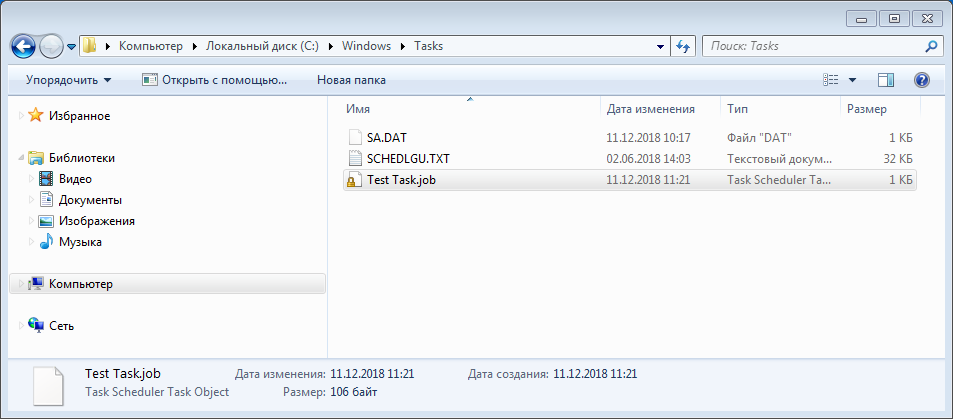 Компьютер Локальный диск (C:) Windows Tasks Поиск: Tasks
Упорядочить Открыть с помощью... Новая папка
Избранное
Библиотеки
Видео
Документы
Изображения
Музыка
Компьютер
Сеть
Имя Дата изменения Тип Размер
SA.DAT 11.12.2018 10:17 Файл "DAT" 1 КБ
SCHEDLGU.TXT 02.06.2018 14:03 Текстовый докум... 32 КБ
Test Task.job 11.12.2018 11:21 Task Scheduler Ta... 1 КБ
Test Task.job Дата изменения: 11.12.2018 11:21 Дата создания: 11.12.2018 11:21
Task Scheduler Task Object Размер: 106 байт